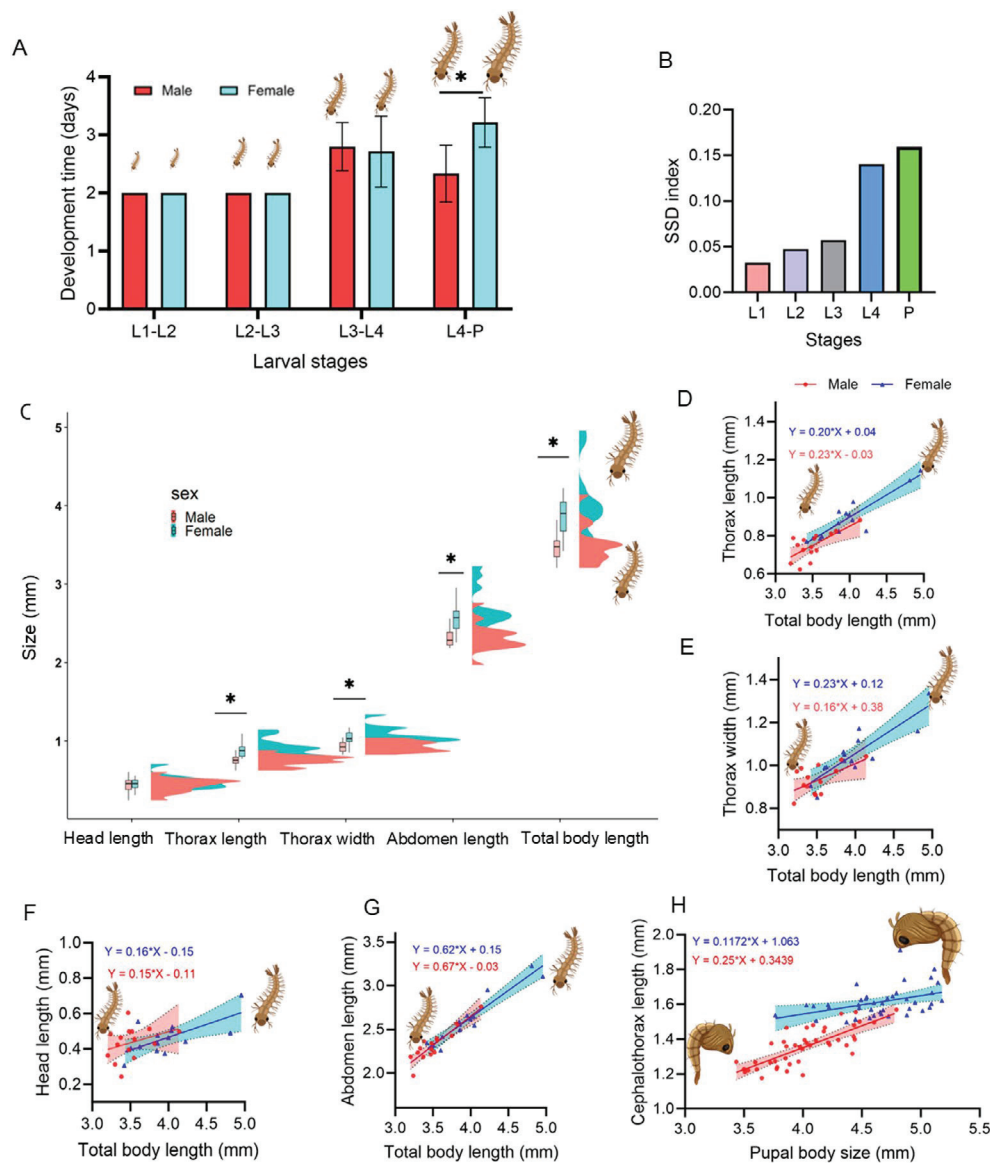 A
Male Female
*
4
3
2
1
0
Development time (days)
L1-L2 L2-L3 L3-L4 L4-P
Larval stages
B
0.20
0.15
0.10
0.05
0.00
SSD index
L1 L2 L3 L4 P
Stages
C
5
4
3
2
1
Size (mm)
sex
Male
Female
* * * *
Head length Thorax length Thorax width Abdomen length Total body length
Male Female
D
Y = 0.20*X + 0.04
Y = 0.23*X - 0.03
1.4
1.2
1.0
0.8
0.6
Thorax length (mm)
3.0 3.5 4.0 4.5 5.0
Total body length (mm)
E
Y = 0.23*X + 0.12
Y = 0.16*X + 0.38
1.4
1.2
1.0
0.8
Thorax width (mm)
3.0 3.5 4.0 4.5 5.0
Total body length (mm)
F
Y = 0.16*X - 0.15
Y = 0.15*X - 0.11
1.0
0.8
0.6
0.4
0.2
Head length (mm)
3.0 3.5 4.0 4.5 5.0
Total body length (mm)
G
Y = 0.62*X + 0.15
Y = 0.67*X - 0.03
3.5
3.0
2.5
2.0
Abdomen length (mm)
3.0 3.5 4.0 4.5 5.0
Total body length (mm)
H
Y = 0.1172*X + 1.063
Y = 0.25*X + 0.3439
2.0
1.8
1.6
1.4
1.2
1.0
Cephalothorax length (mm)
3.0 3.5 4.0 4.5 5.0 5.5
Pupal body size (mm)